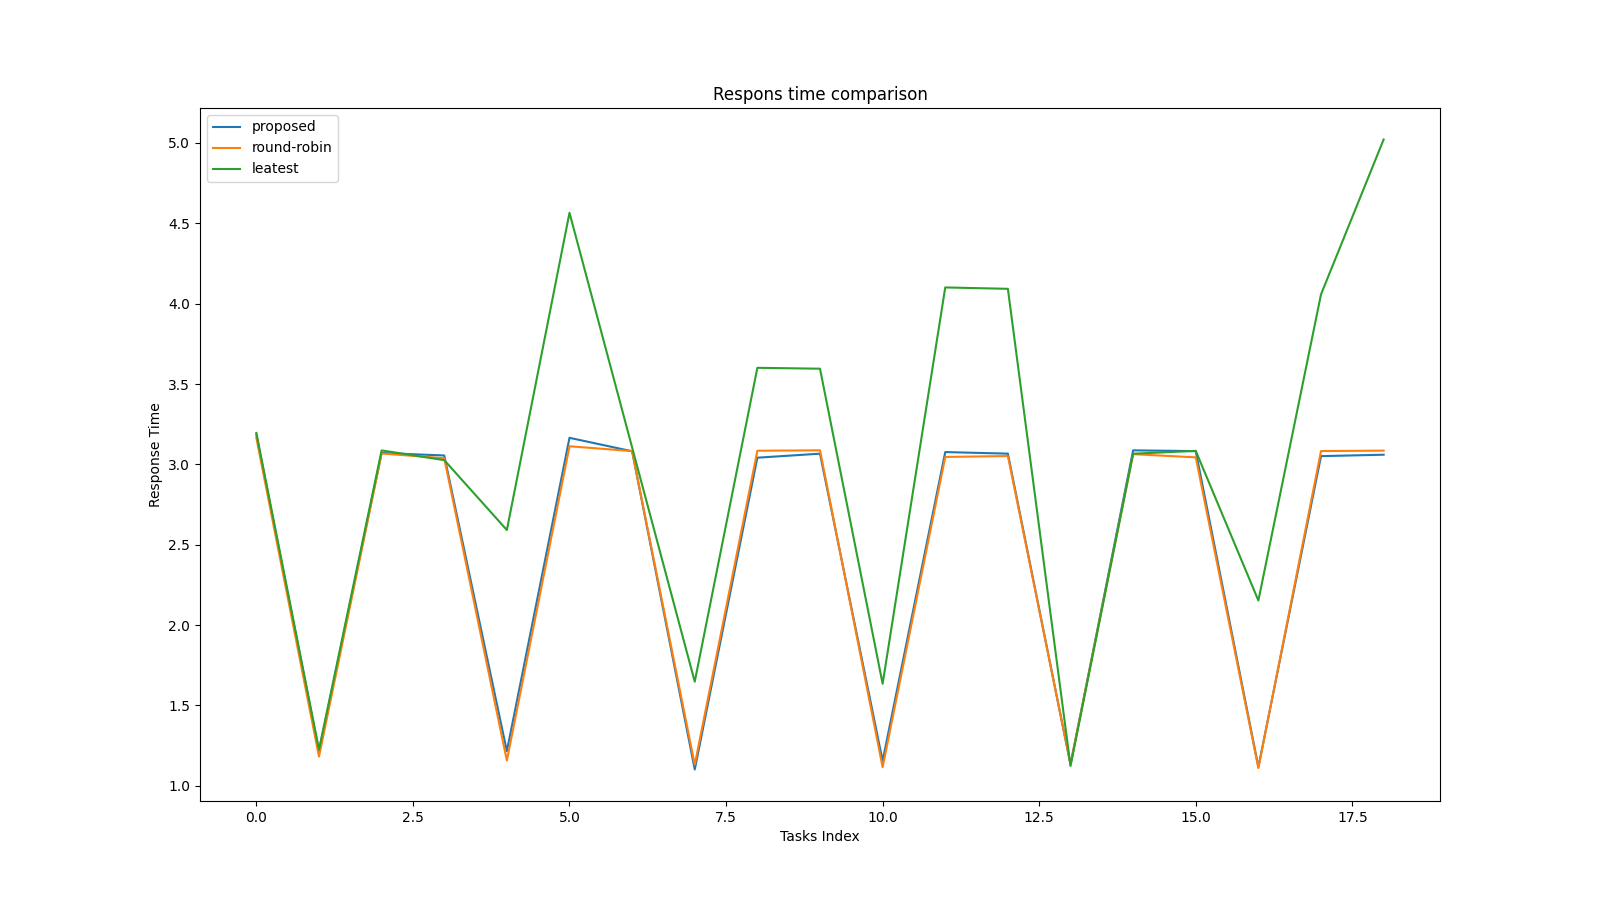 Respons time comparison
proposed
round-robin
leatest
5.0
4.5
4.0
3.5
3.0
2.5
2.0
1.5
1.0
Response Time
0.0 2.5 5.0 7.5 10.0 12.5 15.0 17.5
Tasks Index